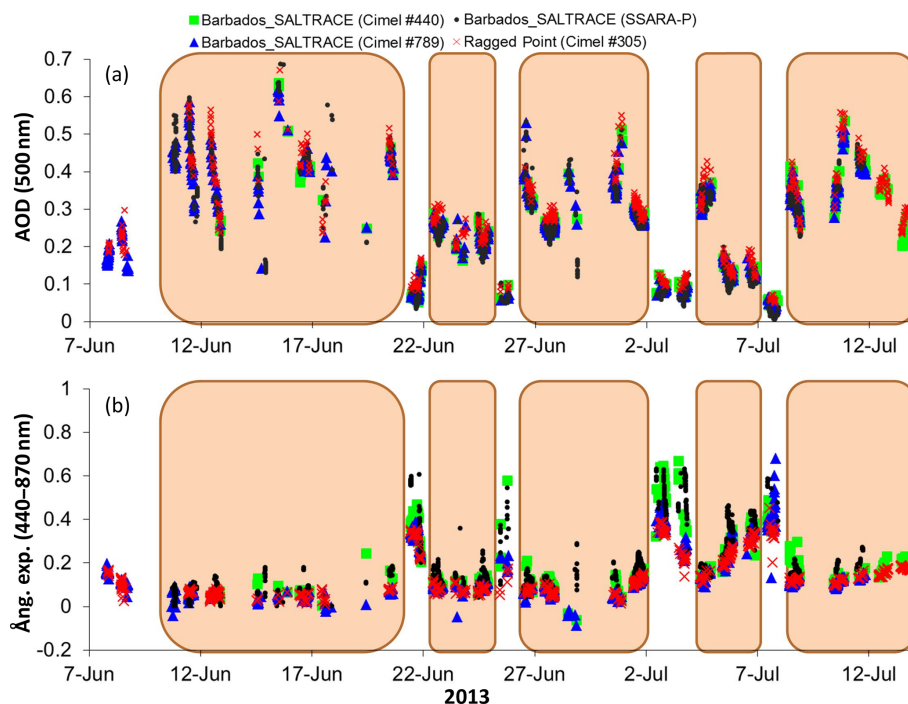 Barbados_SALTRACE (Cimel #440) Barbados_SALTRACE (SSARA-P)
Barbados_SALTRACE (Cimel #789) Ragged Point (Cimel #305)
(a)
AOD (500 nm)
0.7
0.6
0.5
0.4
0.3
0.2
0.1
0
7-Jun 12-Jun 17-Jun 22-Jun 27-Jun 2-Jul 7-Jul 12-Jul
(b)
Ång. exp. (440–870 nm)
1
0.8
0.6
0.4
0.2
0
-0.2
7-Jun 12-Jun 17-Jun 22-Jun 27-Jun 2-Jul 7-Jul 12-Jul
2013